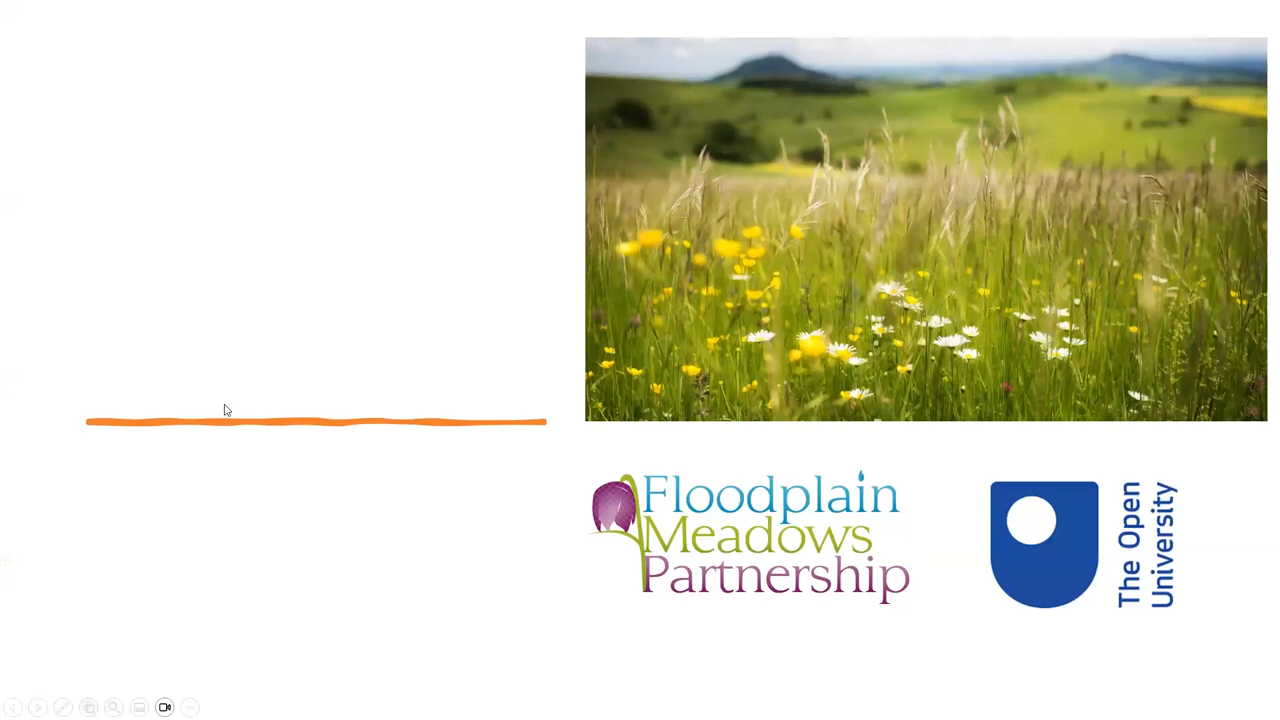 Floodplain
Meadows
Partnership
The Open
University